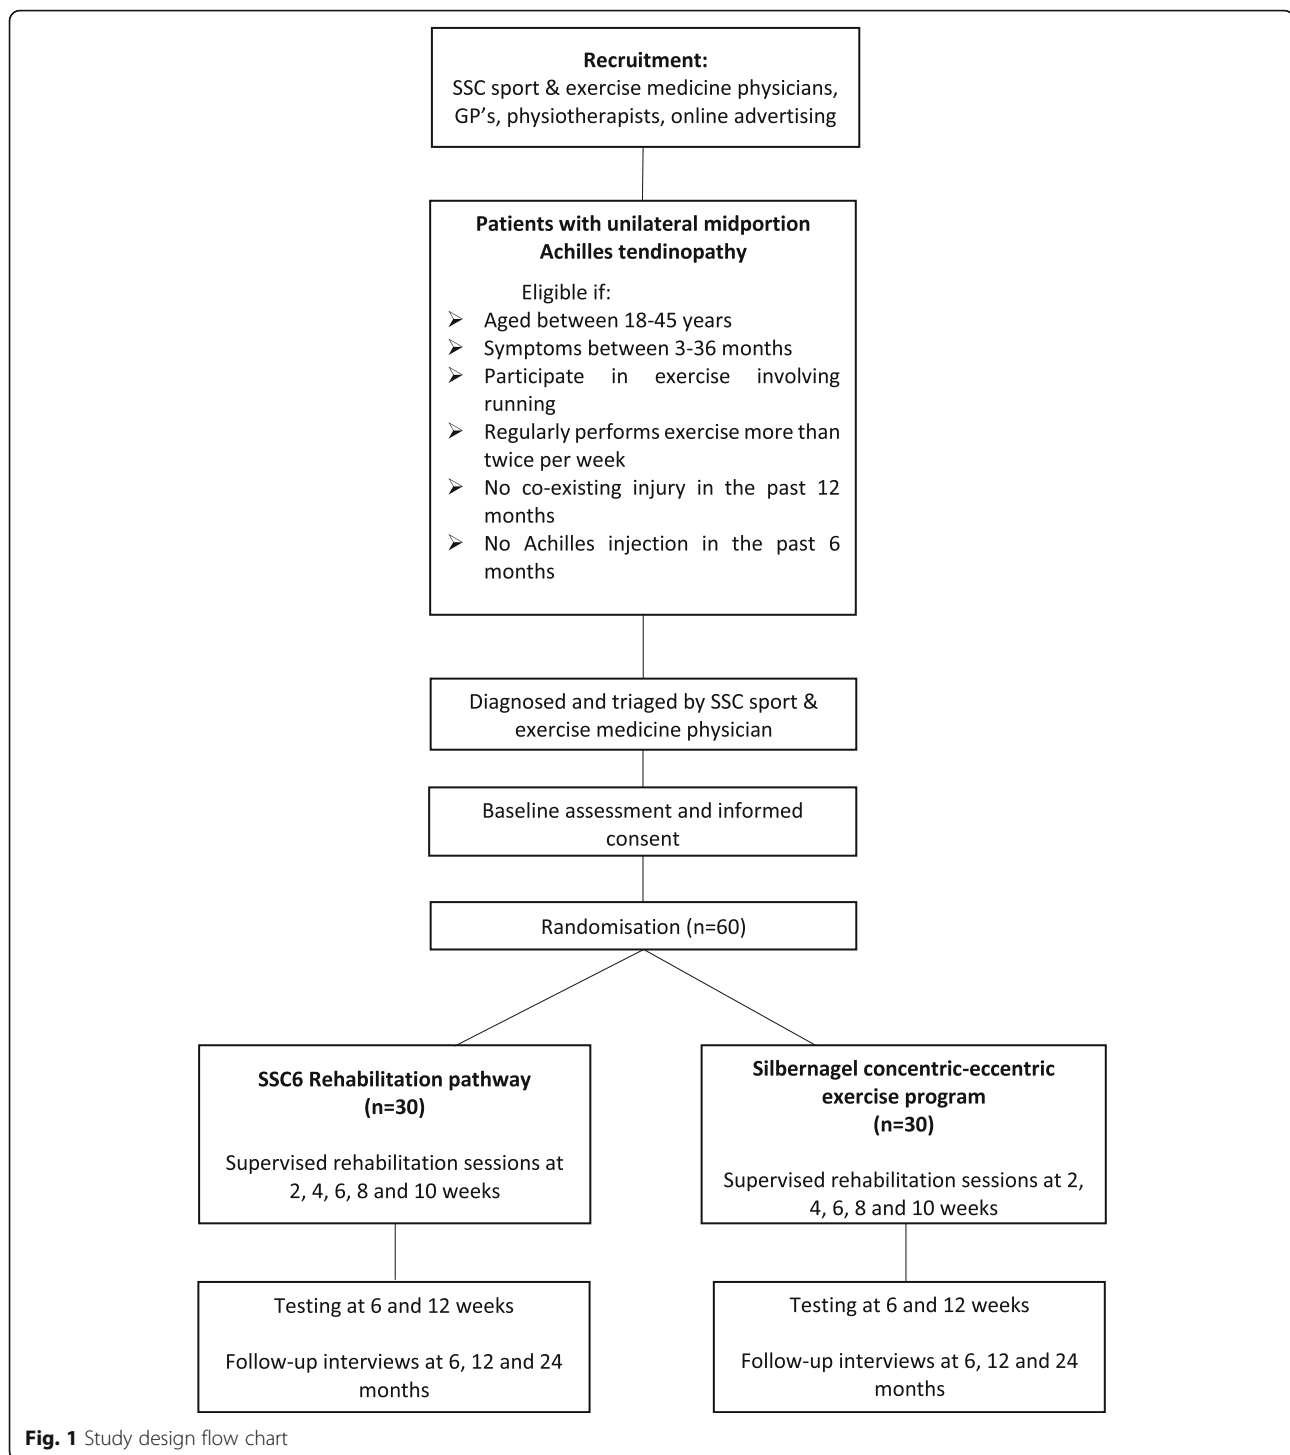 Recruitment:
SSC sport & exercise medicine physicians,
GP's, physiotherapists, online advertising
Patients with unilateral midportion
Achilles tendinopathy
Eligible if:
➢ Aged between 18-45 years
➢ Symptoms between 3-36 months
➢ Participate in exercise involving
running
➢ Regularly performs exercise more than
twice per week
➢ No co-existing injury in the past 12
months
➢ No Achilles injection in the past 6
months
Diagnosed and triaged by SSC sport &
exercise medicine physician
Baseline assessment and informed
consent
Randomisation (n=60)
SSC6 Rehabilitation pathway
(n=30)
Supervised rehabilitation sessions at
2, 4, 6, 8 and 10 weeks
Silbernagel concentric-eccentric
exercise program
(n=30)
Supervised rehabilitation sessions at 2,
4, 6, 8 and 10 weeks
Testing at 6 and 12 weeks
Follow-up interviews at 6, 12 and 24
months
Testing at 6 and 12 weeks
Follow-up interviews at 6, 12 and 24
months
Fig. 1 Study design flow chart